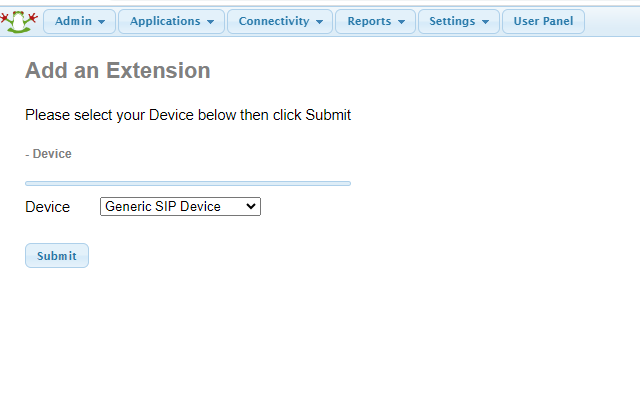 Admin Applications Connectivity Reports Settings User Panel
Add an Extension
Please select your Device below then click Submit
- Device
Device Generic SIP Device
Submit